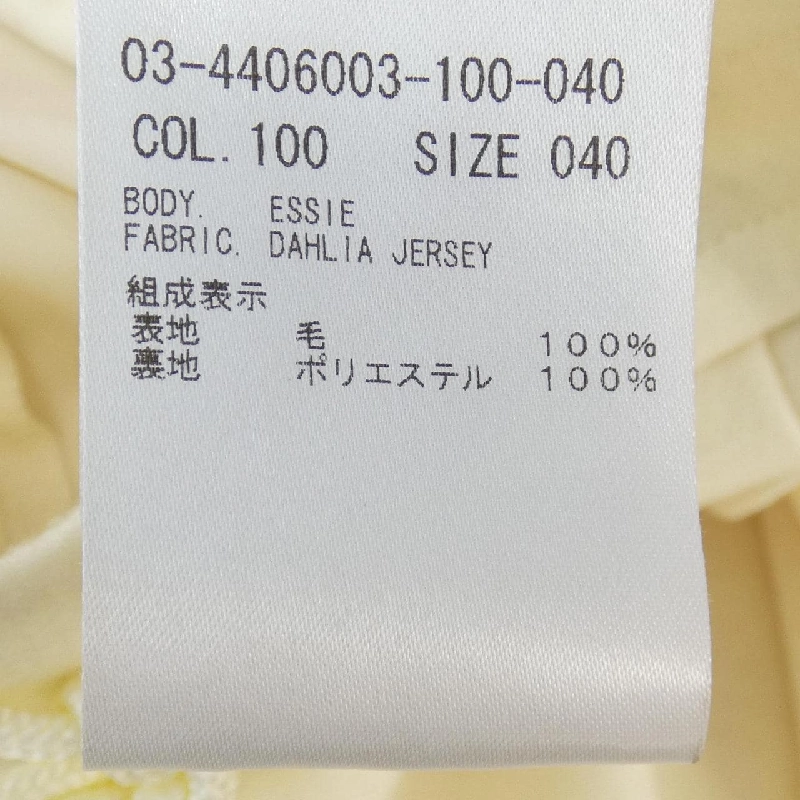 03-4406003-100-040
COL. 100 SIZE 040
BODY. ESSIE
FABRIC. DAHLIA JERSEY
組成表示
表地 毛 100%
裏地 ポリエステル 100%